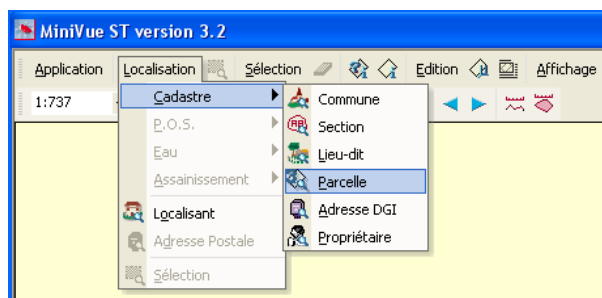 MiniVue ST version 3.2
Application Localisation Sélection Edition Affichage
1:737
Cadastre
P.O.S.
Eau
Assainissement
Localisant
Adresse Postale
Sélection
Commune
Section
Lieu-dit
Parcelle
Adresse DGI
Propriétaire